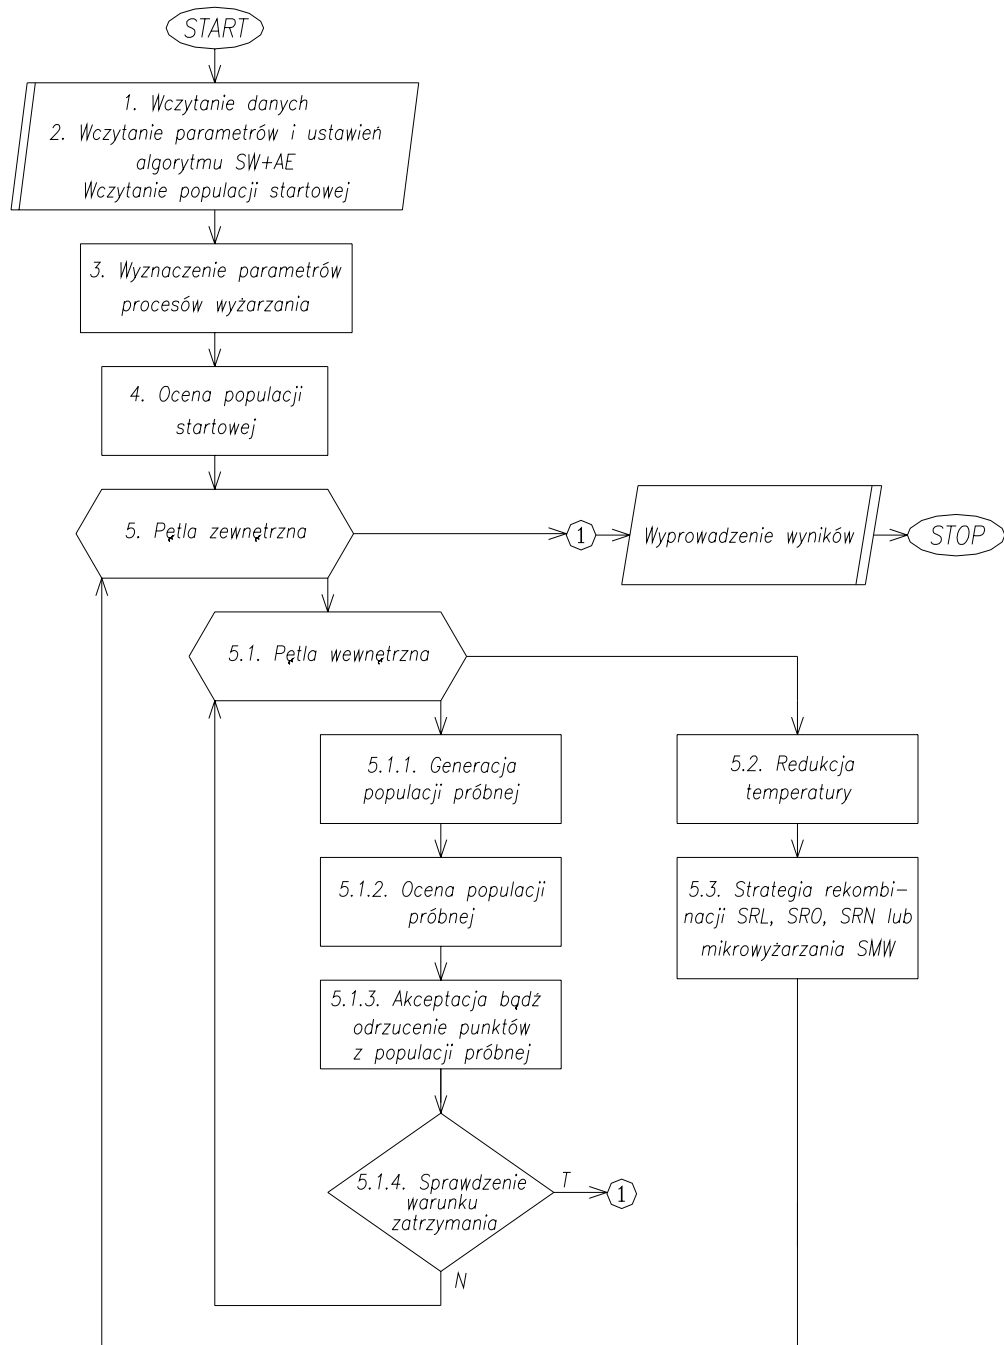 START
1. Wczytanie danych
2. Wczytanie parametrów i ustawień
algorytmu SW+AE
Wczytanie populacji startowej
3. Wyznaczenie parametrów
procesów wyżarzania
4. Ocena populacji
startowej
5. Pętla zewnętrzna
1
Wyprowadzenie wyników
STOP
5.1. Pętla wewnętrzna
5.1.1. Generacja
populacji próbnej
5.2. Redukcja
temperatury
5.1.2. Ocena populacji
próbnej
5.3. Strategia rekombi-
nacji SRL, SRO, SRN lub
mikrowyżarzania SMW
5.1.3. Akceptacja bądź
odrzucenie punktów
z populacji próbnej
5.1.4. Sprawdzenie
warunku
zatrzymania
T
1
N